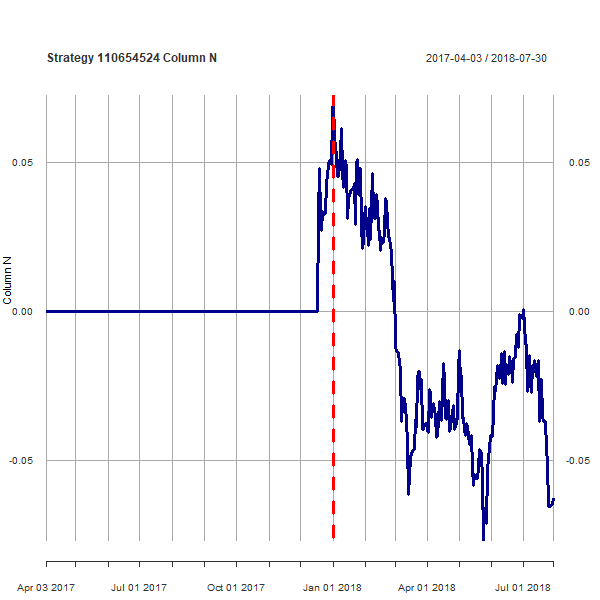 Strategy 110654524 Column N
2017-04-03 / 2018-07-30
0.05
0.05
Column N
0.00
0.00
-0.05
-0.05
Apr 03 2017
Jul 01 2017
Oct 01 2017
Jan 01 2018
Apr 01 2018
Jul 01 2018